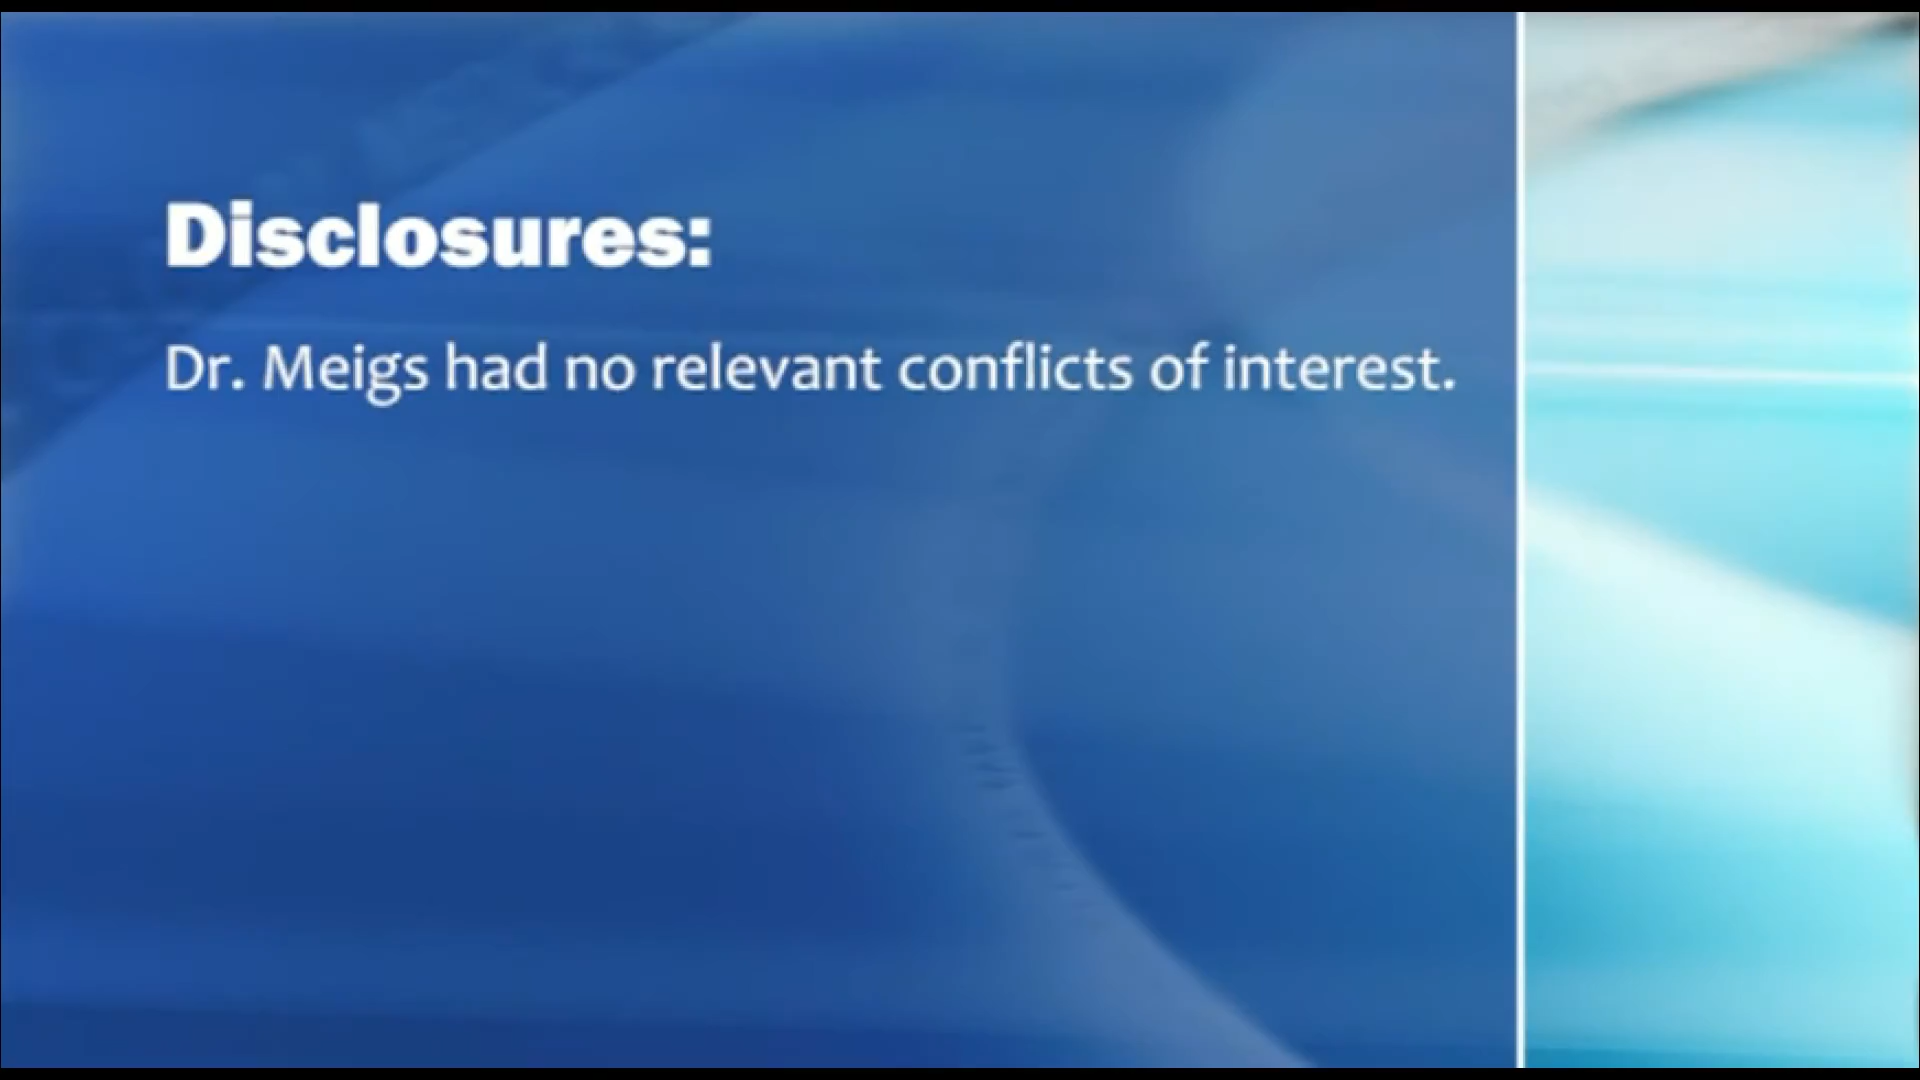 Disclosures:
Dr. Meigs had no relevant conflicts of interest.